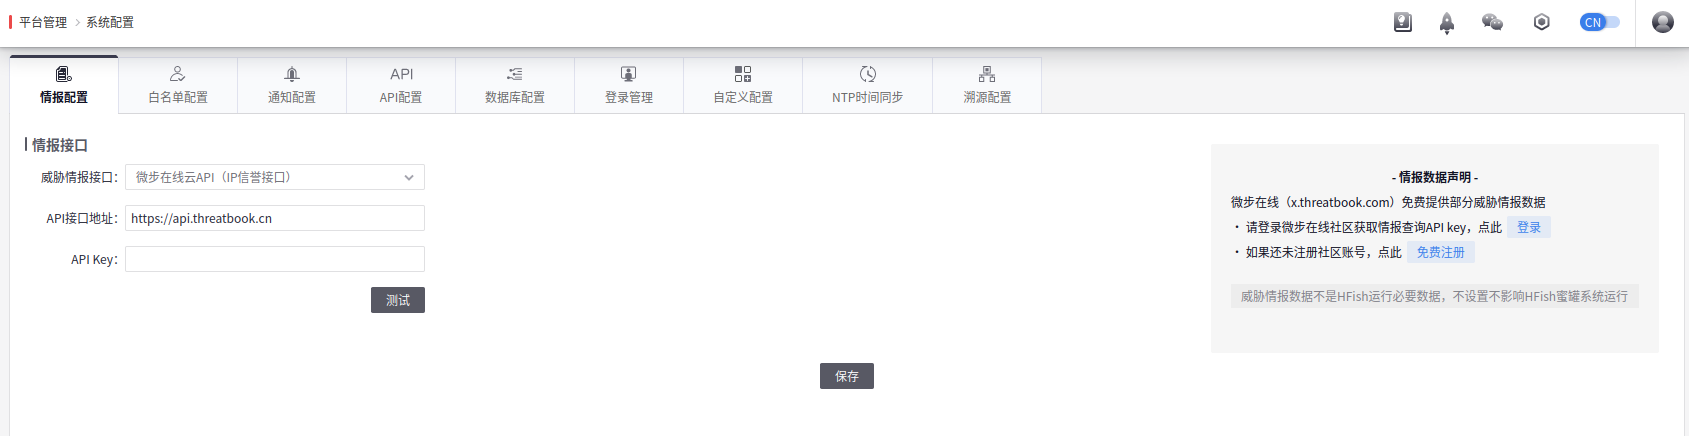 平台管理 > 系统配置
CN
情报配置
白名单配置
通知配置
API
API配置
数据库配置
登录管理
自定义配置
NTP时间同步
溯源配置
情报接口
威胁情报接口：
微步在线云API（IP信誉接口）
API接口地址：
https://api.threatbook.cn
API Key：
测试
- 情报数据声明 -
微步在线（x.threatbook.com）免费提供部分威胁情报数据
· 请登录微步在线社区获取情报查询API key，点此 登录
· 如果还未注册社区账号，点此 免费注册
威胁情报数据不是HFish运行必要数据，不设置不影响HFish蜜罐系统运行
保存